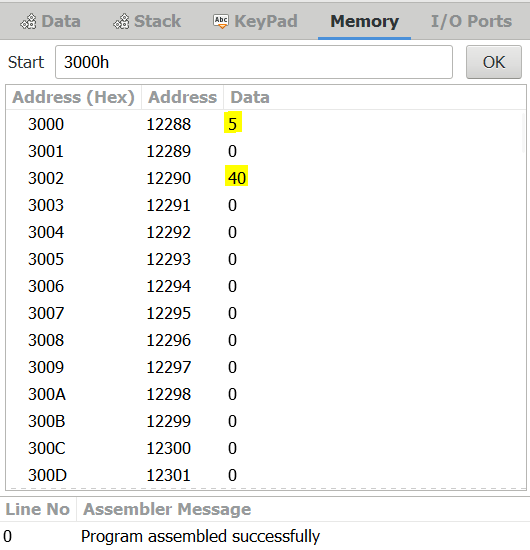 Data Stack Abc KeyPad Memory I/O Ports
Start 3000h OK
Address (Hex) Address Data
3000 12288 5
3001 12289 0
3002 12290 40
3003 12291 0
3004 12292 0
3005 12293 0
3006 12294 0
3007 12295 0
3008 12296 0
3009 12297 0
300A 12298 0
300B 12299 0
300C 12300 0
300D 12301 0
Line No Assembler Message
0 Program assembled successfully